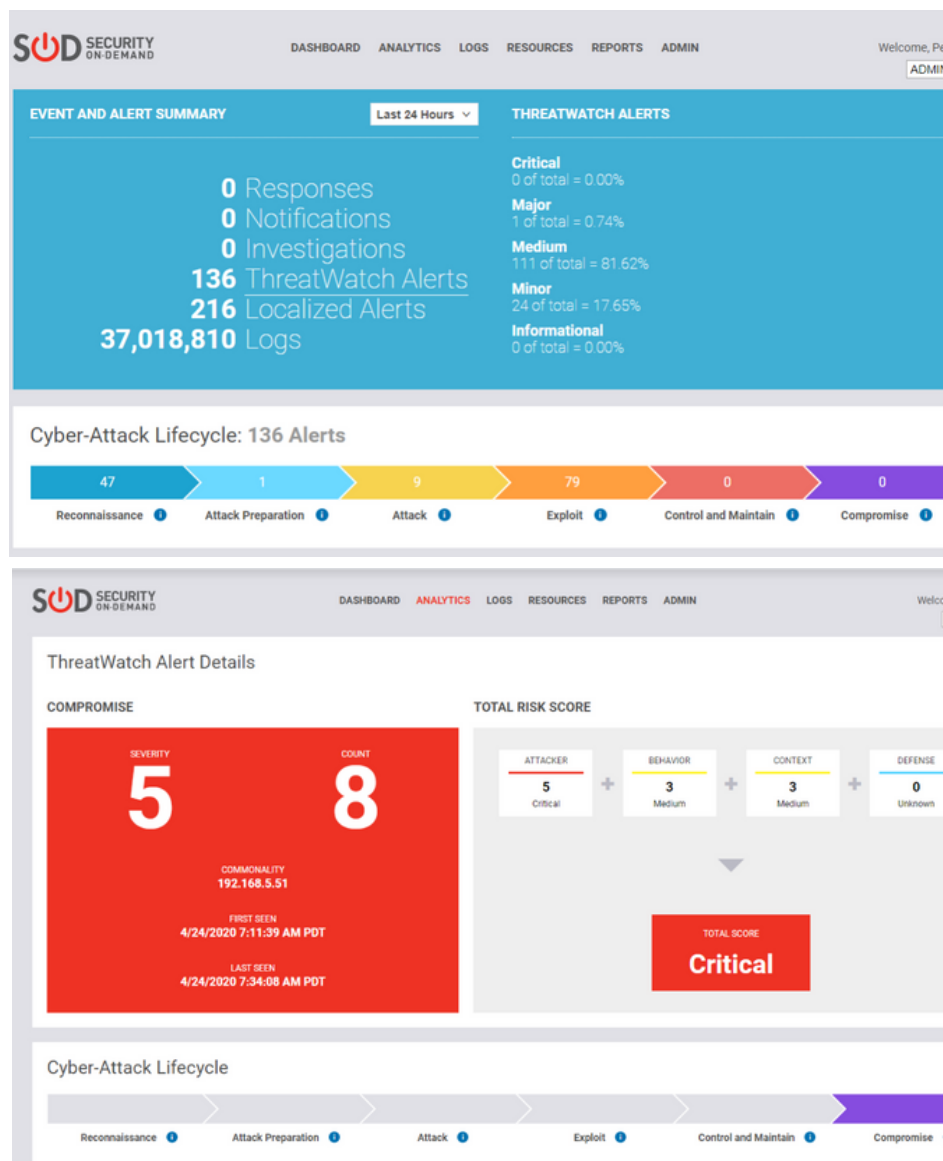 SOD SECURITY ON-DEMAND
DASHBOARD ANALYTICS LOGS RESOURCES REPORTS ADMIN
Welcome, Pe
ADMIN
EVENT AND ALERT SUMMARY
Last 24 Hours
0 Responses
0 Notifications
0 Investigations
136 ThreatWatch Alerts
216 Localized Alerts
37,018,810 Logs
THREATWATCH ALERTS
Critical
0 of total = 0.00%
Major
1 of total = 0.74%
Medium
111 of total = 81.62%
Minor
24 of total = 17.65%
Informational
0 of total = 0.00%
Cyber-Attack Lifecycle: 136 Alerts
47 1 9 79 0 0
Reconnaissance Attack Preparation Attack Exploit Control and Maintain Compromise
SOD SECURITY ON-DEMAND
DASHBOARD ANALYTICS LOGS RESOURCES REPORTS ADMIN
Welco
ThreatWatch Alert Details
COMPROMISE
SEVERITY COUNT
5 8
COMMONALITY
192.168.5.51
FIRST SEEN
4/24/2020 7:11:39 AM PDT
LAST SEEN
4/24/2020 7:34:08 AM PDT
TOTAL RISK SCORE
ATTACKER BEHAVIOR CONTEXT DEFENSE
5 + 3 + 3 + 0
Critical Medium Medium Unknown
TOTAL SCORE
Critical
Cyber-Attack Lifecycle
Reconnaissance Attack Preparation Attack Exploit Control and Maintain Compromise